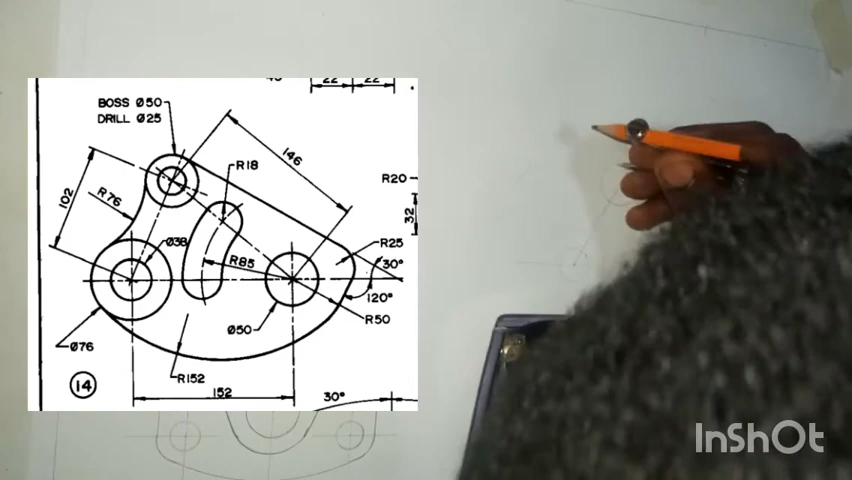 22 22
BOSS Ø50
DRILL Ø25
146
R18
R20
102
R76
32
Ø38
R25
R85
30°
120°
Ø50
R50
Ø76
R152
14
152
30°
InShOt